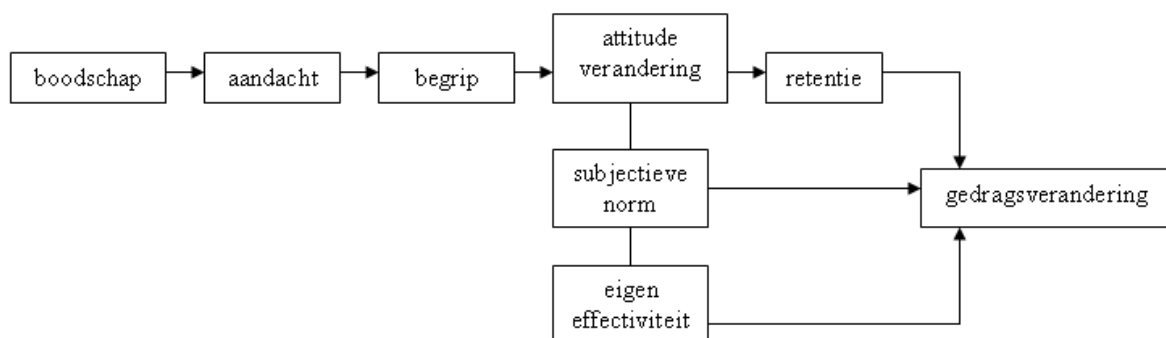 boodschap
aandacht
begrip
attitude
verandering
retentie
subjectieve
norm
gedragsverandering
eigen
effectiviteit